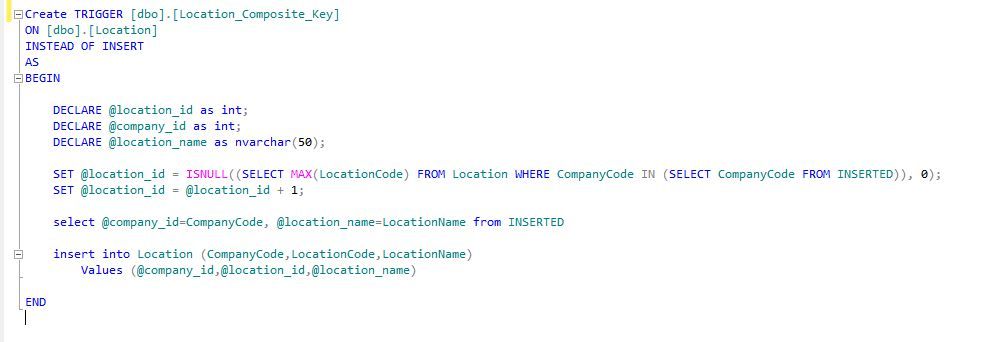 Create TRIGGER [dbo].[Location_Composite_Key]
ON [dbo].[Location]
INSTEAD OF INSERT
AS
BEGIN
DECLARE @location_id as int;
DECLARE @company_id as int;
DECLARE @location_name as nvarchar(50);
SET @location_id = ISNULL((SELECT MAX(LocationCode) FROM Location WHERE CompanyCode IN (SELECT CompanyCode FROM INSERTED)), 0);
SET @location_id = @location_id + 1;
select @company_id=CompanyCode, @location_name=LocationName from INSERTED
insert into Location (CompanyCode,LocationCode,LocationName)
Values (@company_id,@location_id,@location_name)
END